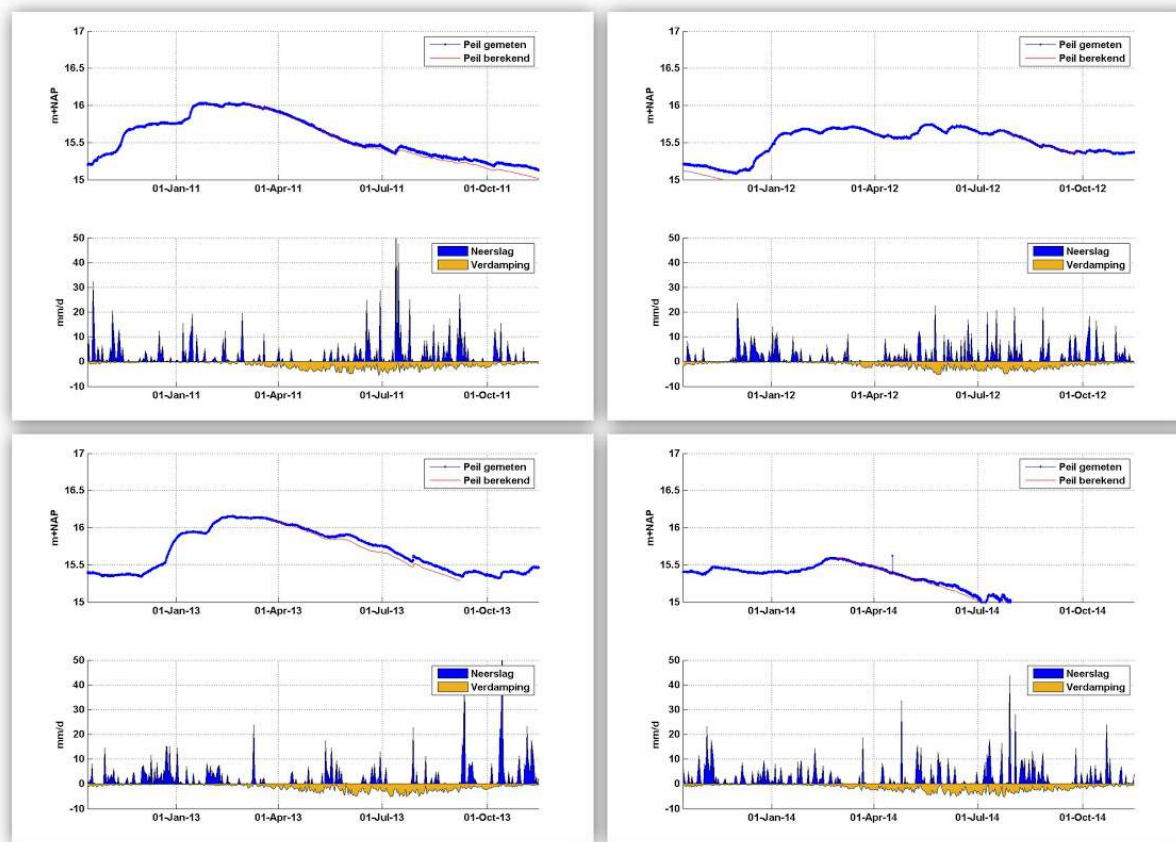 17
16.5
16
15.5
15
m+NAP
Peil gemeten
Peil berekend
01-Jan-11 01-Apr-11 01-Jul-11 01-Oct-11
50
40
30
20
10
0
-10
mm/d
Neerslag
Verdamping
01-Jan-11 01-Apr-11 01-Jul-11 01-Oct-11
17
16.5
16
15.5
15
m+NAP
Peil gemeten
Peil berekend
01-Jan-12 01-Apr-12 01-Jul-12 01-Oct-12
50
40
30
20
10
0
-10
mm/d
Neerslag
Verdamping
01-Jan-12 01-Apr-12 01-Jul-12 01-Oct-12
17
16.5
16
15.5
15
m+NAP
Peil gemeten
Peil berekend
01-Jan-13 01-Apr-13 01-Jul-13 01-Oct-13
50
40
30
20
10
0
-10
mm/d
Neerslag
Verdamping
01-Jan-13 01-Apr-13 01-Jul-13 01-Oct-13
17
16.5
16
15.5
15
m+NAP
Peil gemeten
Peil berekend
01-Jan-14 01-Apr-14 01-Jul-14 01-Oct-14
50
40
30
20
10
0
-10
mm/d
Neerslag
Verdamping
01-Jan-14 01-Apr-14 01-Jul-14 01-Oct-14